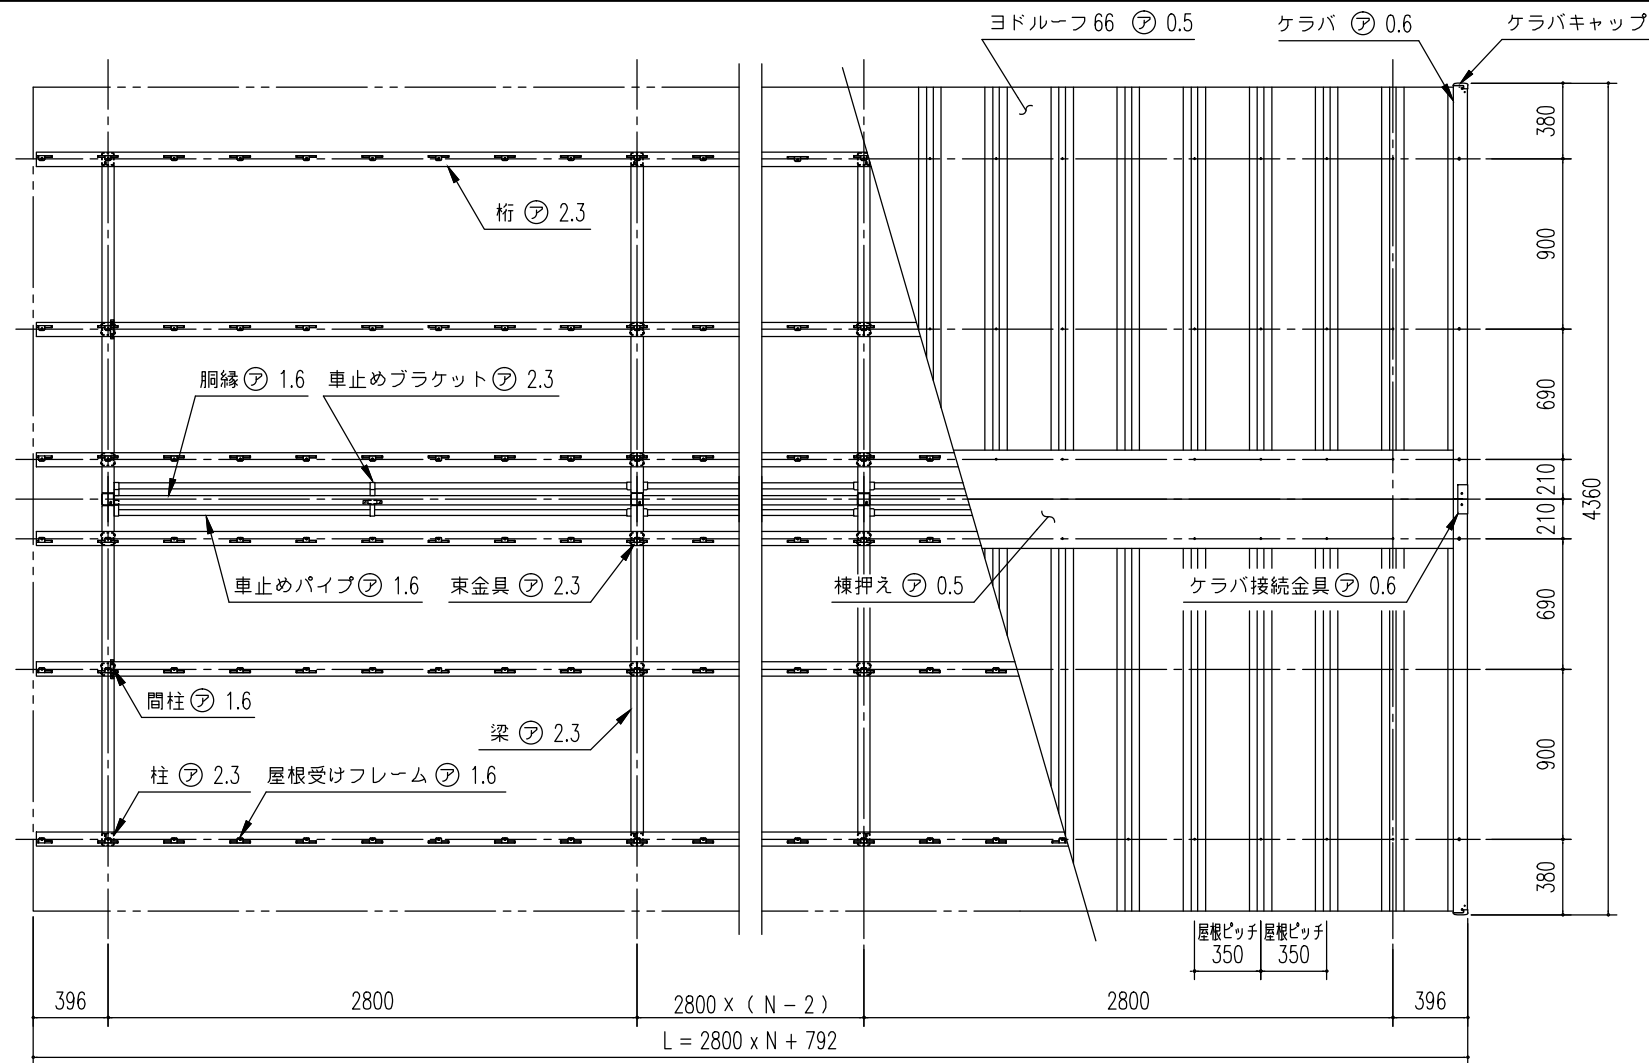 ヨドルーフ66 ㋐ 0.5
ケラバ ㋐ 0.6
ケラバキャップ
桁 ㋐ 2.3
胴縁 ㋐ 1.6
車止めブラケット ㋐ 2.3
車止めパイプ ㋐ 1.6
束金具 ㋐ 2.3
棟押え ㋐ 0.5
ケラバ接続金具 ㋐ 0.6
間柱 ㋐ 1.6
梁 ㋐ 2.3
柱 ㋐ 2.3
屋根受けフレーム ㋐ 1.6
380
900
690
210
210
690
900
380
4360
屋根ピッチ
350
屋根ピッチ
350
396
2800
2800 x ( N − 2 )
2800
396
L = 2800 x N + 792